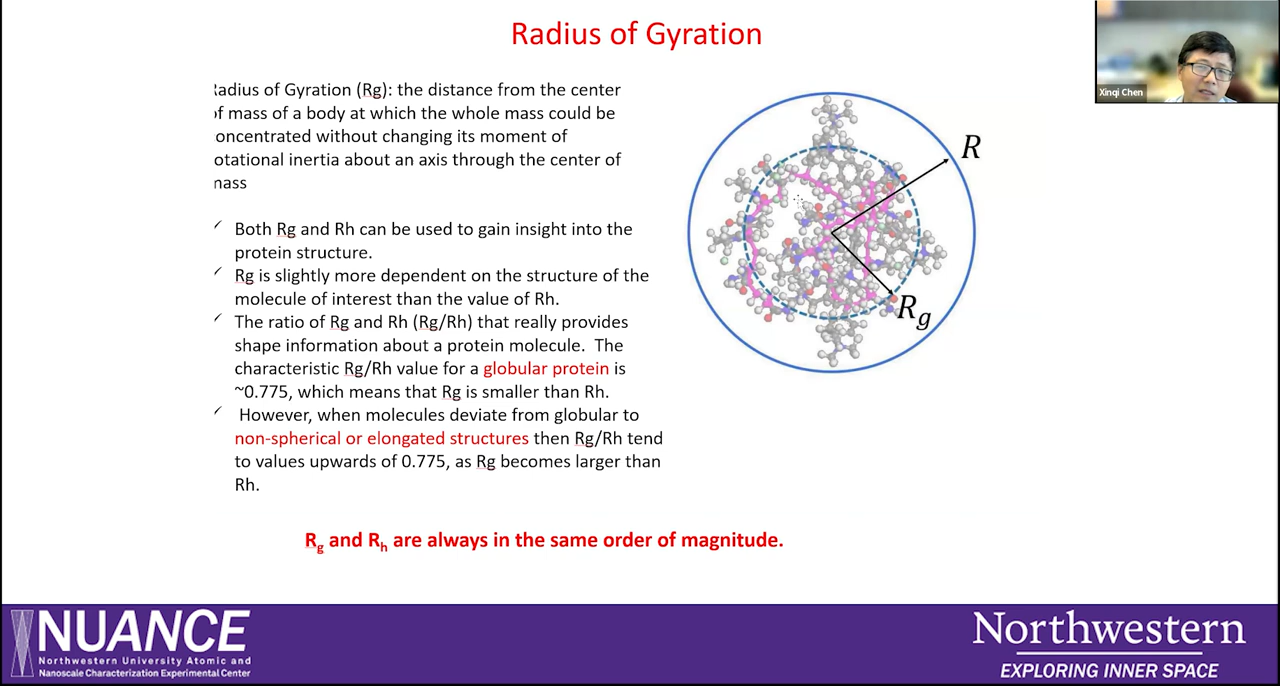 Radius of Gyration
Xinqi Chen
adius of Gyration (Rg): the distance from the center
of mass of a body at which the whole mass could be
oncentrated without changing its moment of
otational inertia about an axis through the center of
mass
R
Both Rg and Rh can be used to gain insight into the
protein structure.
Rg is slightly more dependent on the structure of the
molecule of interest than the value of Rh.
The ratio of Rg and Rh (Rg/Rh) that really provides
shape information about a protein molecule. The
characteristic Rg/Rh value for a globular protein is
~0.775, which means that Rg is smaller than Rh.
However, when molecules deviate from globular to
non-spherical or elongated structures then Rg/Rh tend
to values upwards of 0.775, as Rg becomes larger than
Rh.
Rg
Rg and Rh are always in the same order of magnitude.
NUANCE
Northwestern University Atomic and
Nanoscale Characterization Experimental Center
Northwestern
EXPLORING INNER SPACE